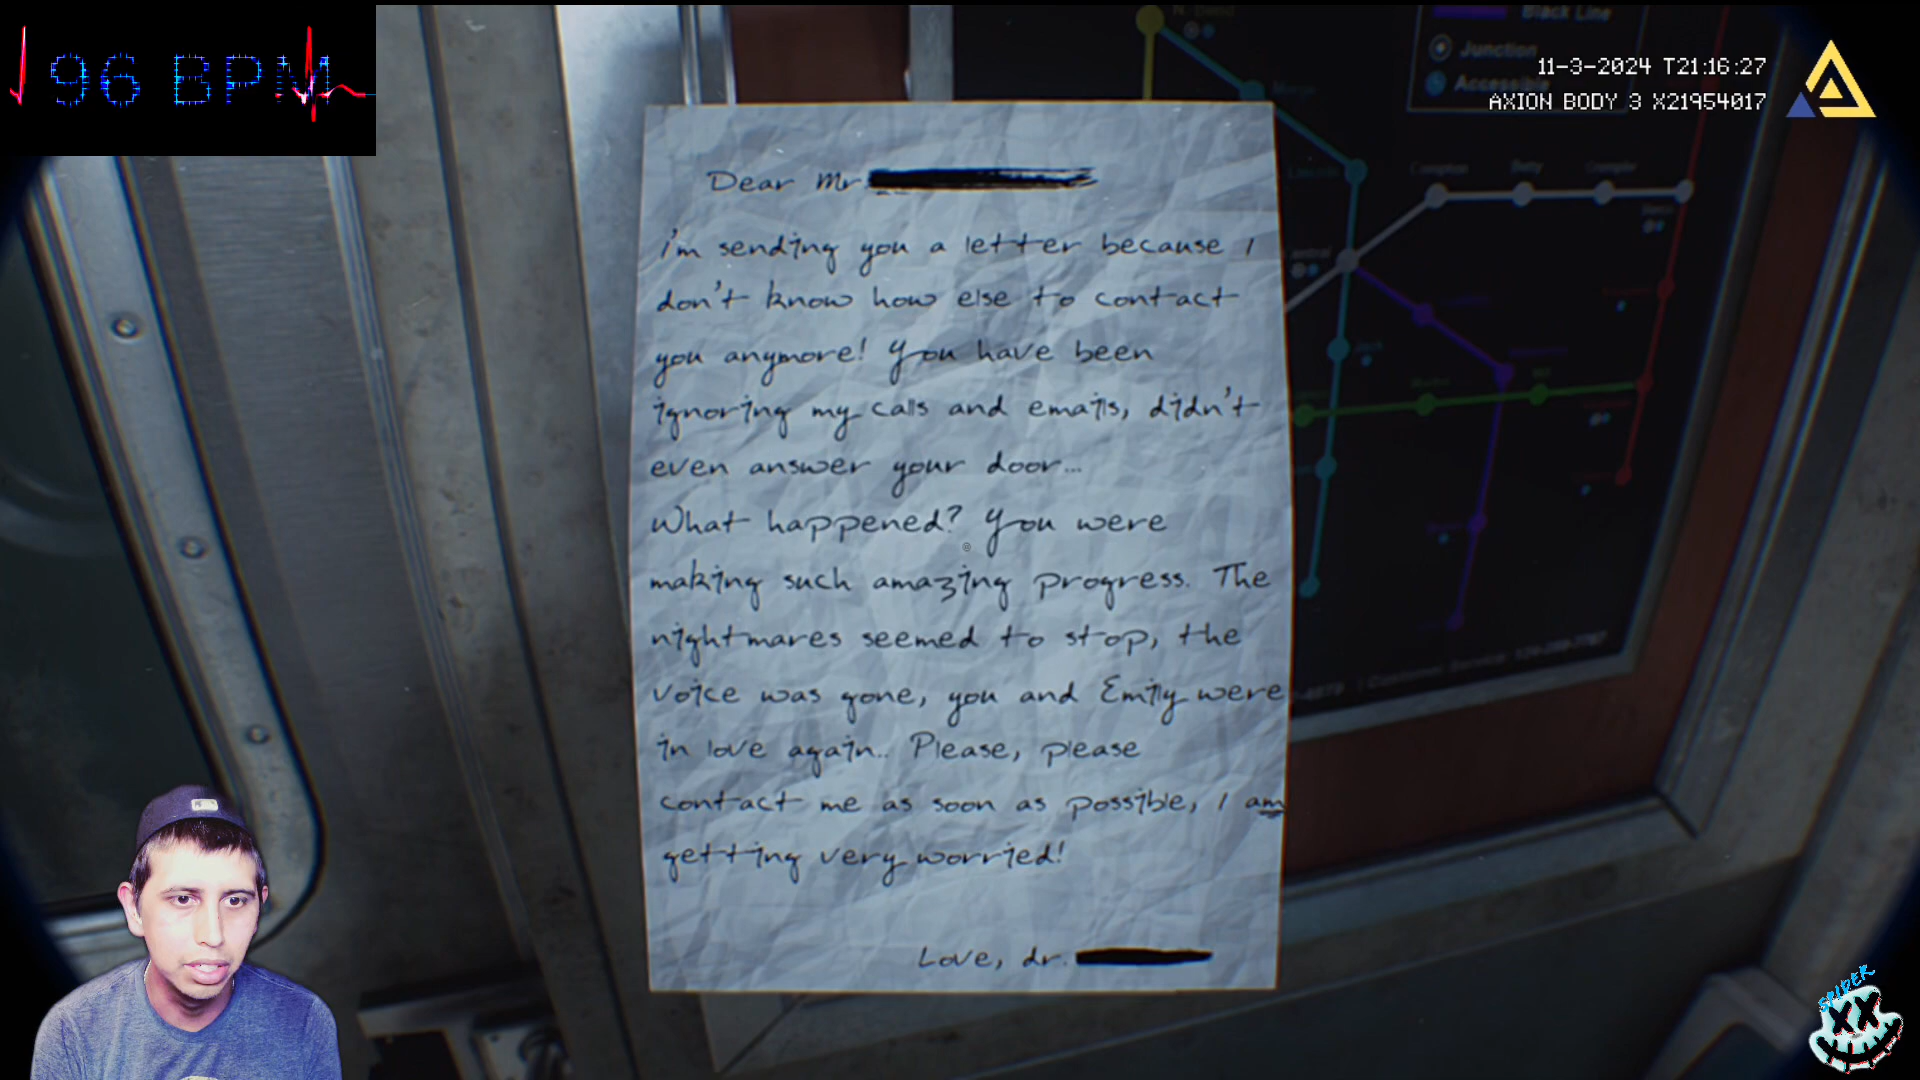 96 BPM
11-3-2024 T21:16:27
AXION BODY 3 X21954017
Black Line
Junction
Dear Mr.
i'm sending you a letter because I
don't know how else to contact
you anymore! You have been
ignoring my calls and emails, didn't
even answer your door...
What happened? You were
making such amazing progress. The
nightmares seemed to stop, the
voice was gone, you and Emily were
in love again.. Please, please
contact me as soon as possible, I am
getting very worried!
Love, dr.
SPIDER